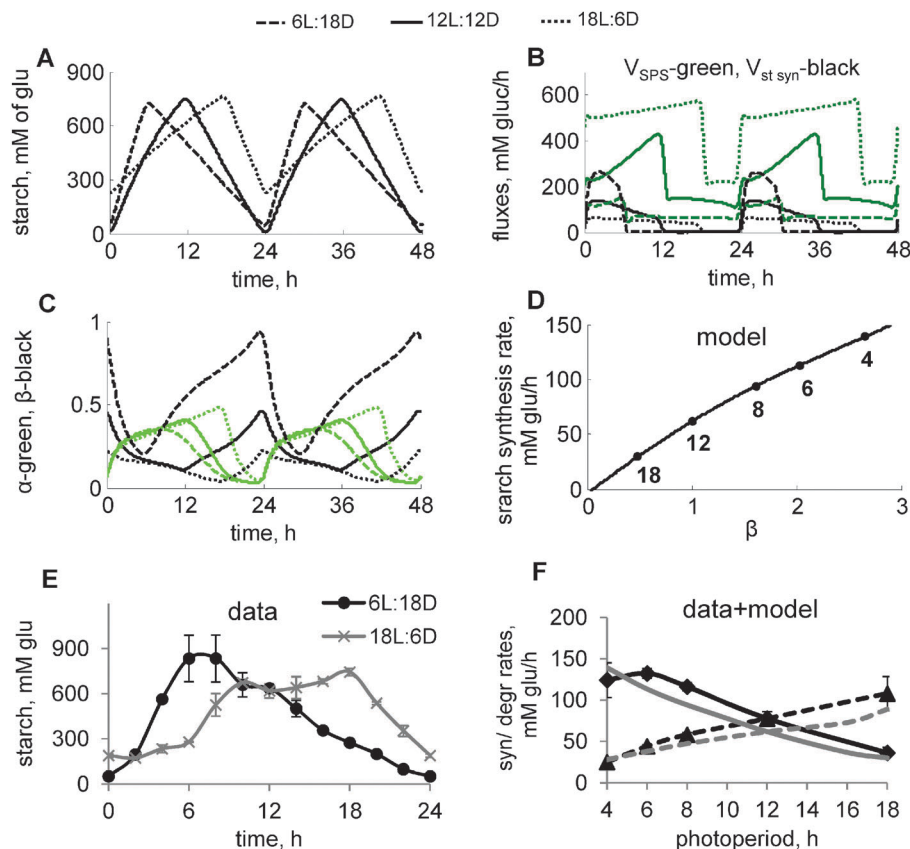 6L:18D 12L:12D 18L:6D
A
starch, mM of glu
900
600
300
0
0 12 24 36 48
time, h
B
V_SPS-green, V_st syn-black
fluxes, mM gluc/h
600
400
200
0
0 12 24 36 48
time, h
C
α-green, β-black
1
0.5
0
0 12 24 36 48
time, h
D
model
srarch synthesis rate,
mM glu/h
150
100
50
0
4
6
8
12
18
0 1 2 3
β
E
data
6L:18D
18L:6D
starch, mM glu
900
600
300
0
0 6 12 18 24
time, h
F
data+model
syn/ degr rates,
mM glu/h
200
150
100
50
0
4 6 8 10 12 14 16 18
photoperiod, h